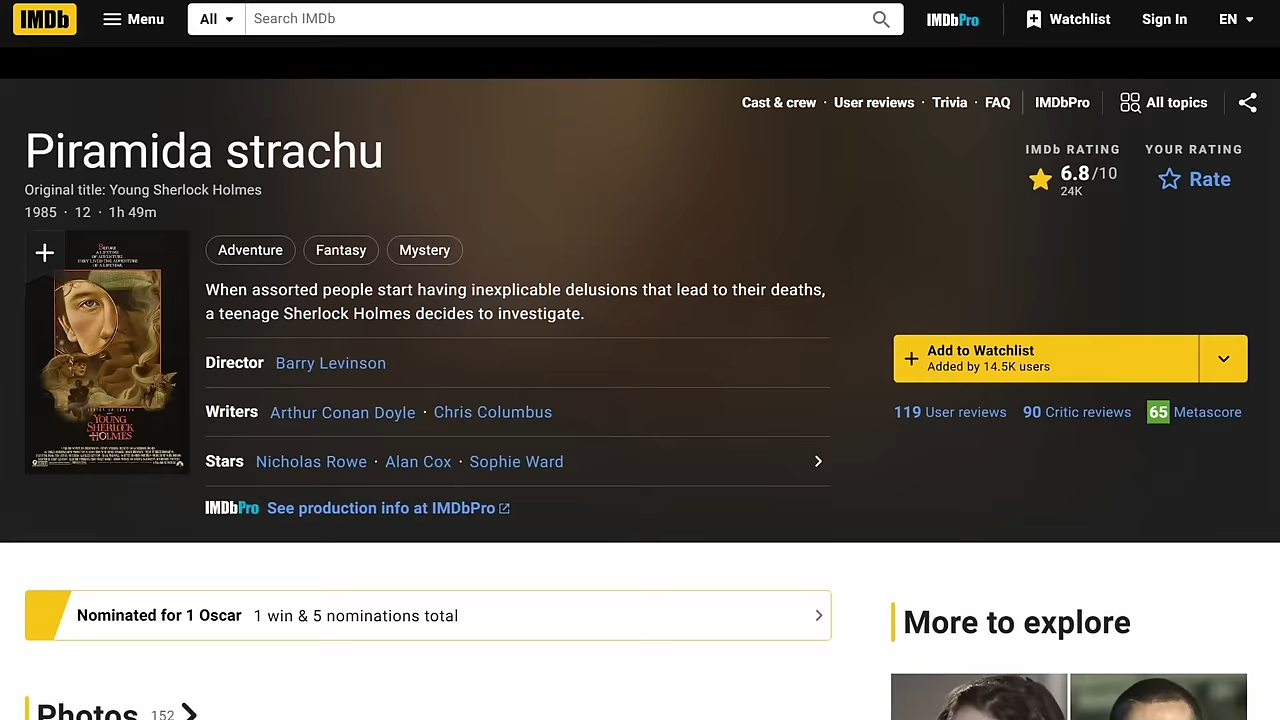 IMDb Menu All Search IMDb IMDbPro Watchlist Sign In EN
Cast & crew · User reviews · Trivia · FAQ IMDbPro All topics
Piramida strachu
Original title: Young Sherlock Holmes
1985 · 12 · 1h 49m
IMDb RATING YOUR RATING
6.8/10 Rate
24K
YOUNG
SHERLOCK
HOLMES
Adventure Fantasy Mystery
When assorted people start having inexplicable delusions that lead to their deaths,
a teenage Sherlock Holmes decides to investigate.
Director Barry Levinson
Writers Arthur Conan Doyle · Chris Columbus
Stars Nicholas Rowe · Alan Cox · Sophie Ward
IMDbPro See production info at IMDbPro
Add to Watchlist
Added by 14.5K users
119 User reviews 90 Critic reviews 65 Metascore
Nominated for 1 Oscar 1 win & 5 nominations total
More to explore
Photos 152